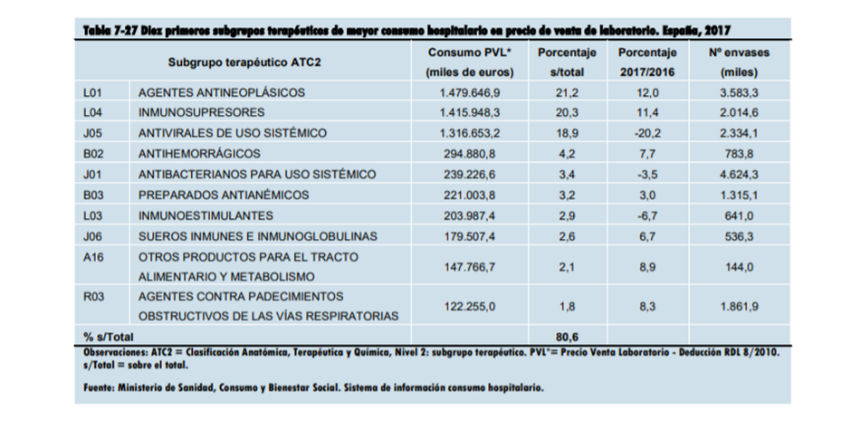 Tabla 7-27 Diez primeros subgrupos terapéuticos de mayor consumo hospitalario en precio de venta de laboratorio. España, 2017
Subgrupo terapéutico ATC2 Consumo PVL* (miles de euros) Porcentaje s/total Porcentaje 2017/2016 Nº envases (miles)
L01 AGENTES ANTINEOPLÁSICOS 1.479.646,9 21,2 12,0 3.583,3
L04 INMUNOSUPRESORES 1.415.948,3 20,3 11,4 2.014,6
J05 ANTIVIRALES DE USO SISTÉMICO 1.316.653,2 18,9 -20,2 2.334,1
B02 ANTIHEMORRÁGICOS 294.880,8 4,2 7,7 783,8
J01 ANTIBACTERIANOS PARA USO SISTÉMICO 239.226,6 3,4 -3,5 4.624,3
B03 PREPARADOS ANTIANÉMICOS 221.003,8 3,2 3,0 1.315,1
L03 INMUNOESTIMULANTES 203.987,4 2,9 -6,7 641,0
J06 SUEROS INMUNES E INMUNOGLOBULINAS 179.507,4 2,6 6,7 536,3
A16 OTROS PRODUCTOS PARA EL TRACTO
ALIMENTARIO Y METABOLISMO 147.766,7 2,1 8,9 144,0
R03 AGENTES CONTRA PADECIMIENTOS
OBSTRUCTIVOS DE LAS VÍAS RESPIRATORIAS 122.255,0 1,8 8,3 1.861,9
% s/Total 80,6
Observaciones: ATC2 = Clasificación Anatómica, Terapéutica y Química, Nivel 2: subgrupo terapéutico. PVL*= Precio Venta Laboratorio - Deducción RDL 8/2010.
s/Total = sobre el total.
Fuente: Ministerio de Sanidad, Consumo y Bienestar Social. Sistema de información consumo hospitalario.